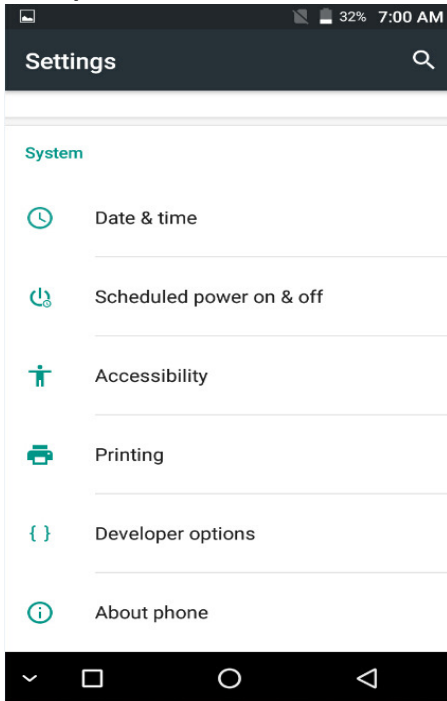 32% 7:00 AM
Settings
System
Date & time
Scheduled power on & off
Accessibility
Printing
{ } Developer options
About phone